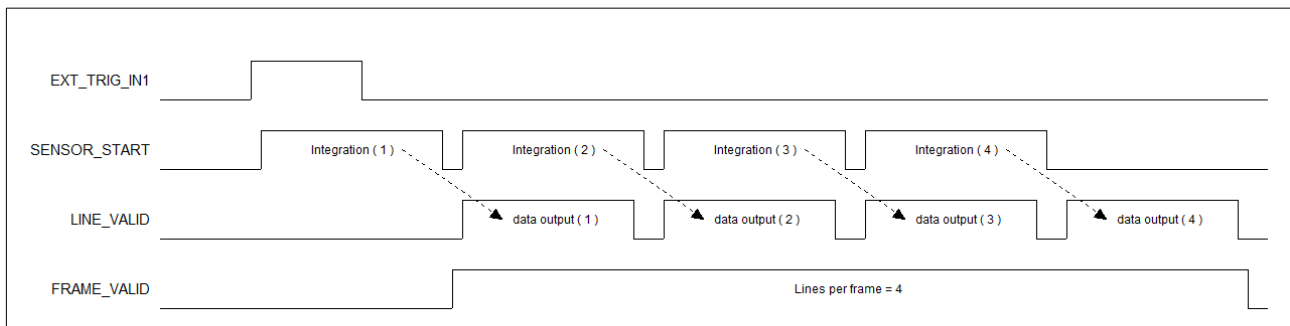 EXT_TRIG_IN1
SENSOR_START
Integration ( 1 )
Integration ( 2 )
Integration ( 3 )
Integration ( 4 )
LINE_VALID
data output ( 1 )
data output ( 2 )
data output ( 3 )
data output ( 4 )
FRAME_VALID
Lines per frame = 4